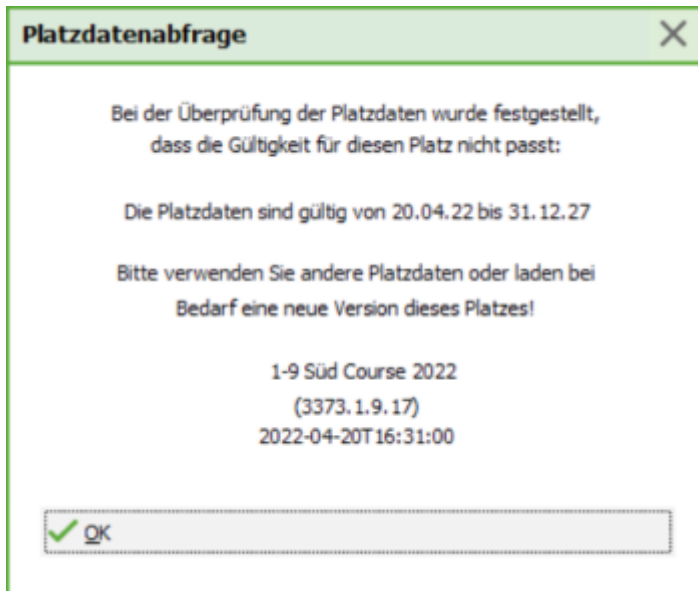 Platzdatenabfrage
Bei der Überprüfung der Platzdaten wurde festgestellt,
dass die Gültigkeit für diesen Platz nicht passt:
Die Platzdaten sind gültig von 20.04.22 bis 31.12.27
Bitte verwenden Sie andere Platzdaten oder laden bei
Bedarf eine neue Version dieses Platzes!
1-9 Süd Course 2022
(3373.1.9.17)
2022-04-20T16:31:00
OK